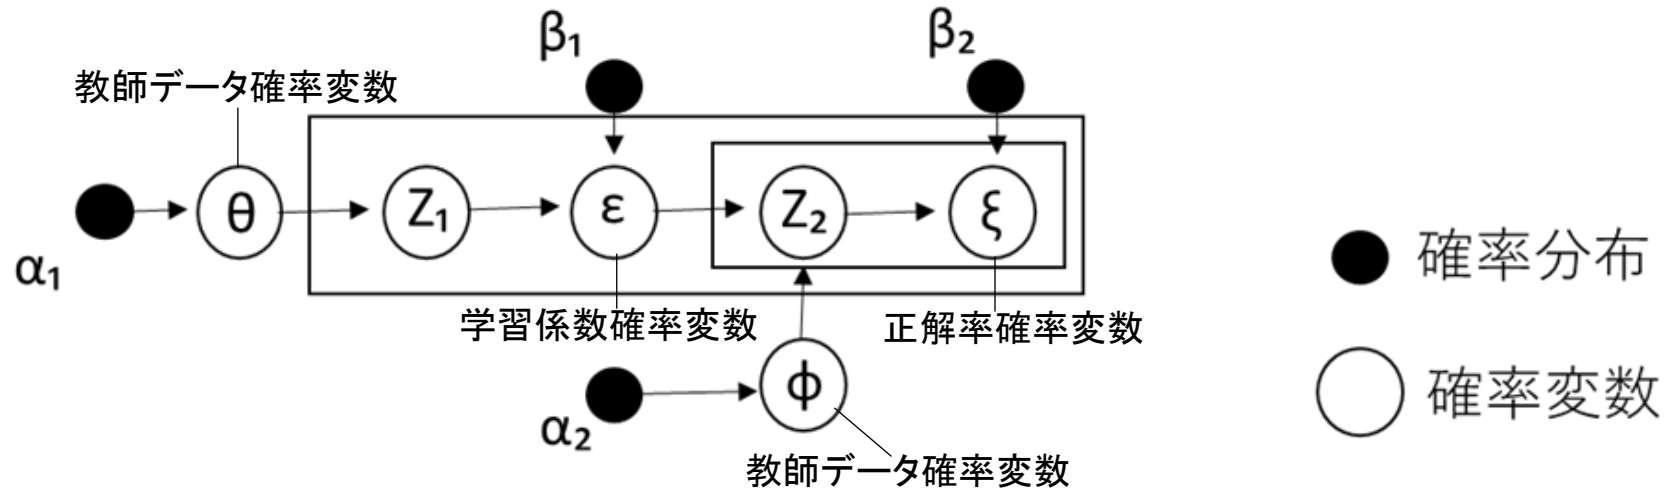 β₁
β₂
教師データ確率変数
α₁
θ
Z₁
ε
Z₂
ξ
確率分布
学習係数確率変数
正解率確率変数
α₂
ϕ
確率変数
教師データ確率変数